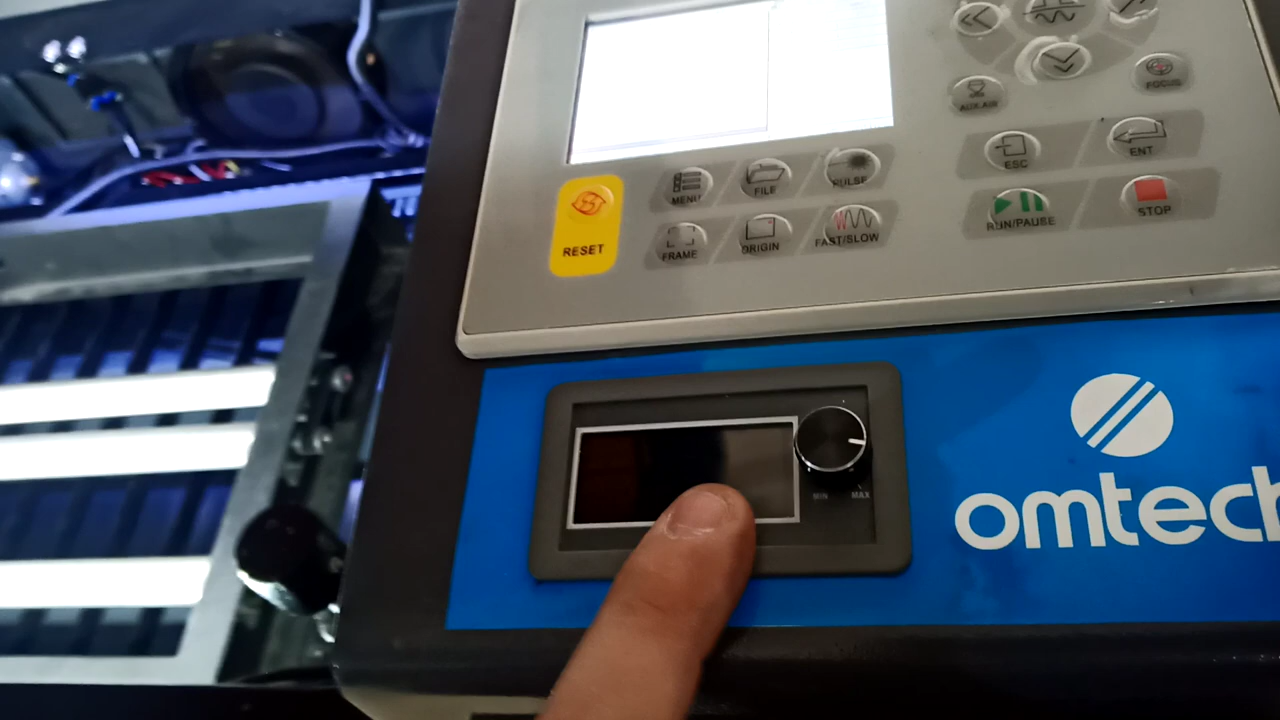 AUX.AIR
FOCUS
ESC
ENT
MENU
FILE
PULSE
RUN/PAUSE
STOP
RESET
FRAME
ORIGIN
FAST/SLOW
MIN
MAX
omtech